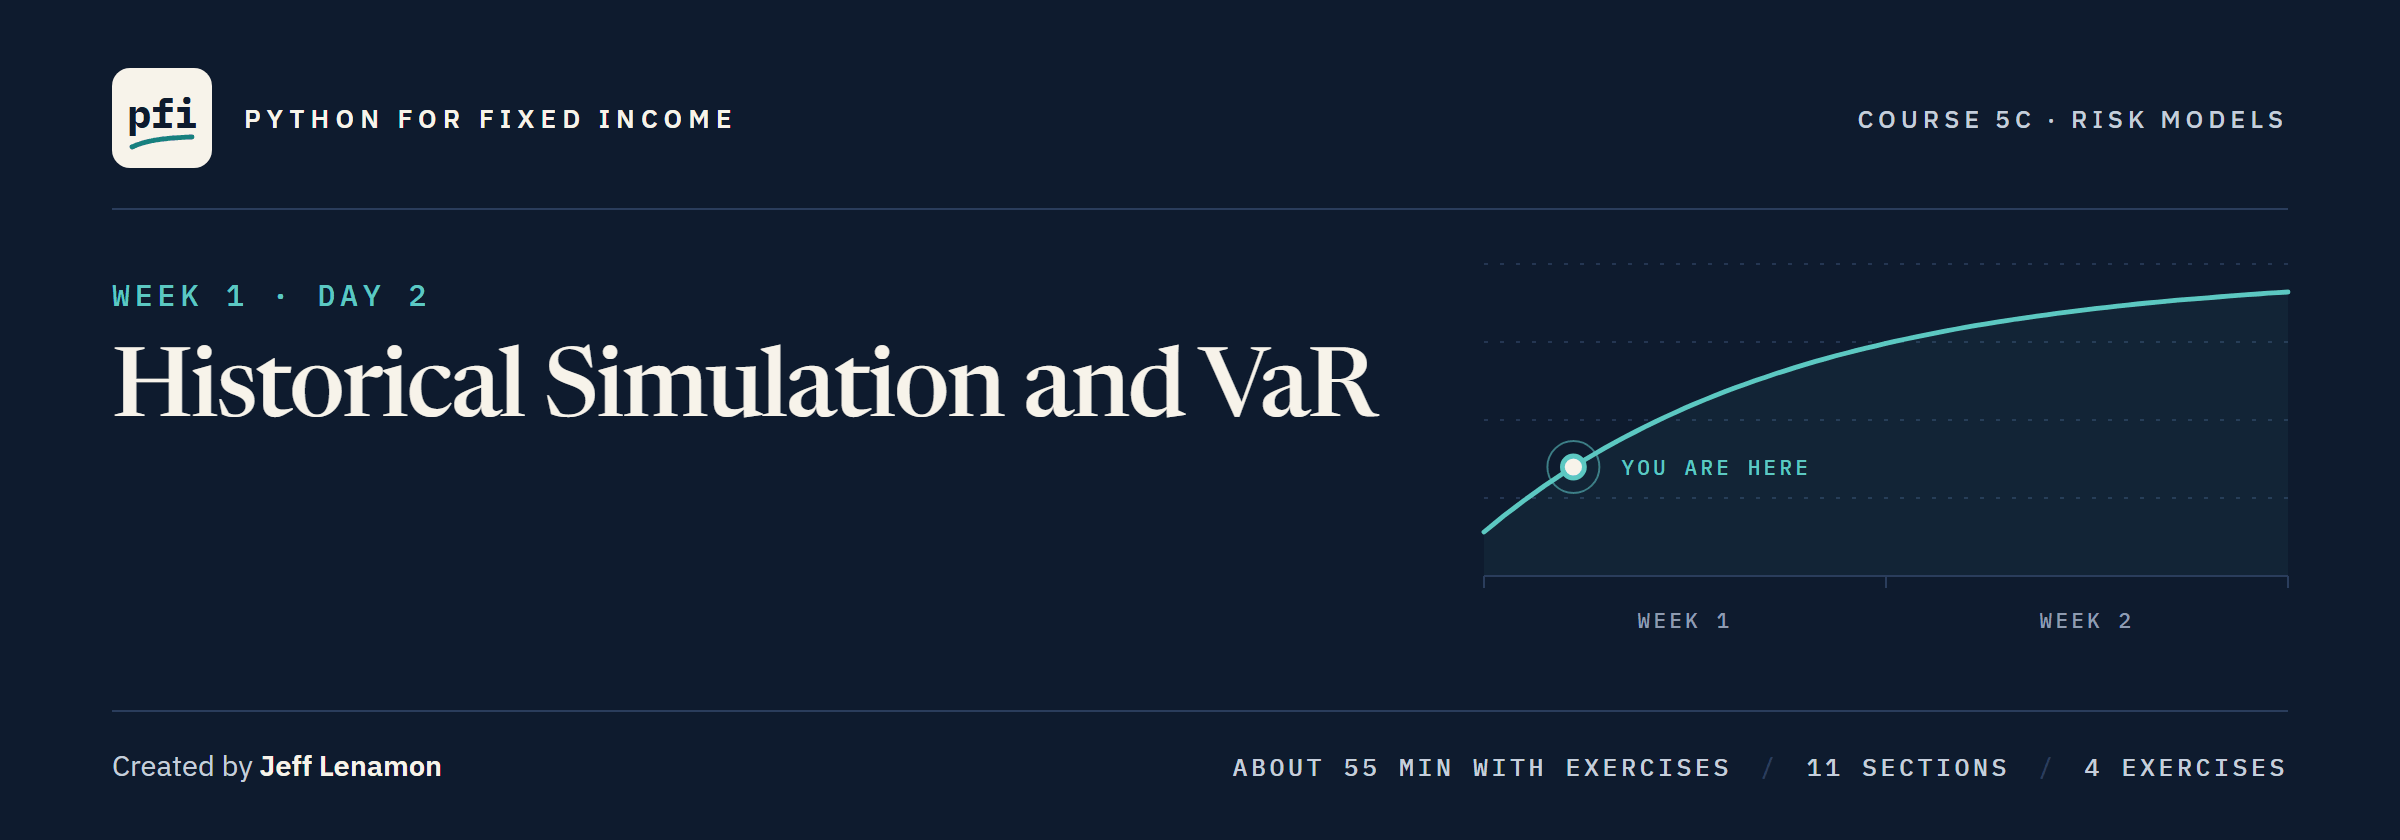 pfi
PYTHON FOR FIXED INCOME
COURSE 5C · RISK MODELS
WEEK 1 · DAY 2
Historical Simulation and VaR
YOU ARE HERE
WEEK 1
WEEK 2
Created by Jeff Lenamon
ABOUT 55 MIN WITH EXERCISES / 11 SECTIONS / 4 EXERCISES